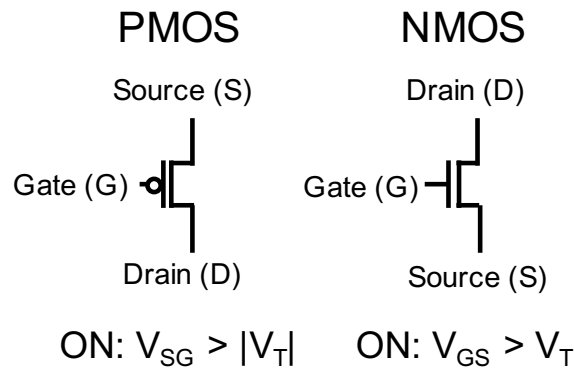 PMOS NMOS
Source (S) Drain (D)
Gate (G) Gate (G)
Drain (D) Source (S)
ON: V_SG > |V_T| ON: V_GS > V_T